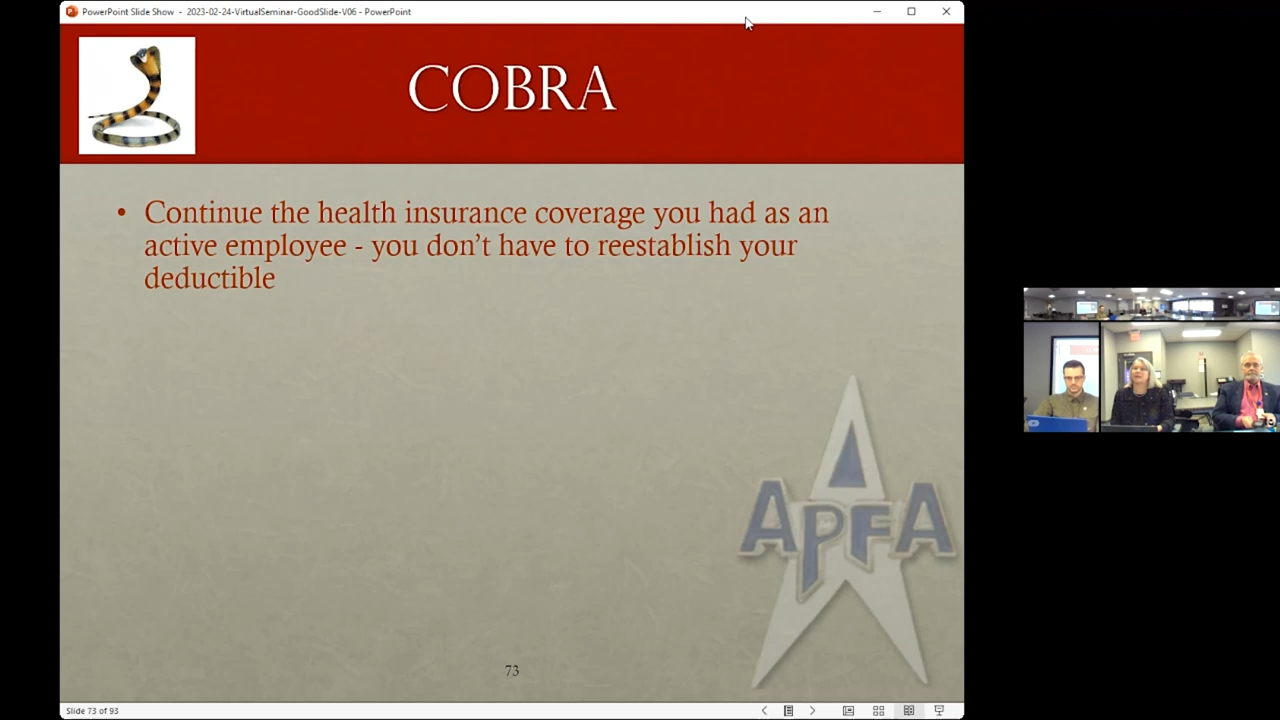 PowerPoint Slide Show - 2023-02-24-VirtualSeminar-GoodSlide-V06 - PowerPoint
COBRA
• Continue the health insurance coverage you had as an
active employee - you don't have to reestablish your
deductible
APFA
73
Slide 73 of 93